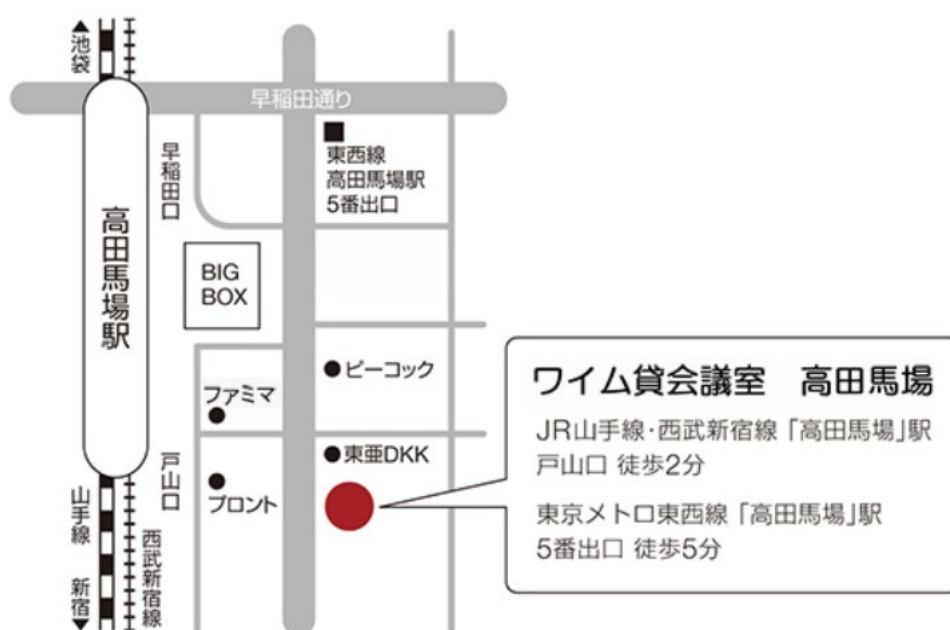 ▲池袋
早稲田通り
早稲田口
東西線
高田馬場駅
5番出口
高田馬場駅
BIG
BOX
ピーコック
ファミマ
東亜DKK
戸山口
プロント
山手線
新宿▼
西武新宿線
ワイム貸会議室 高田馬場
JR山手線・西武新宿線「高田馬場」駅
戸山口 徒歩2分
東京メトロ東西線「高田馬場」駅
5番出口 徒歩5分